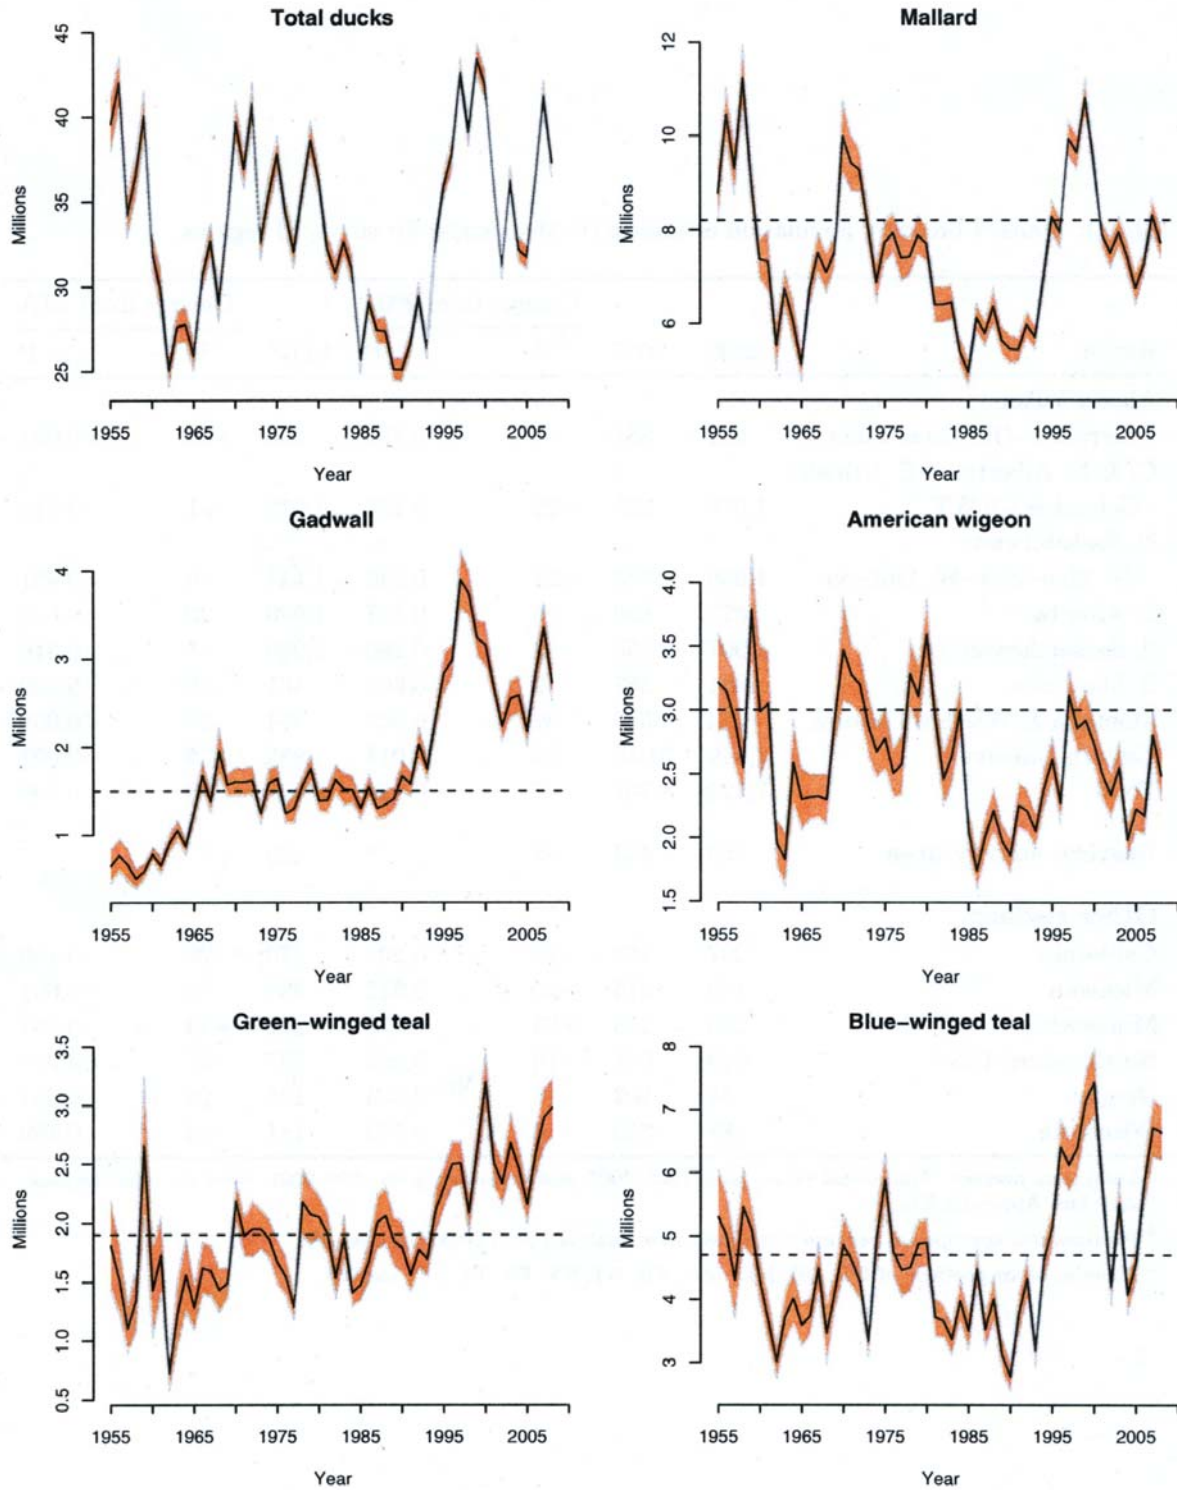 Total ducks
Millions
45
40
35
30
25
1955 1965 1975 1985 1995 2005
Year
Mallard
Millions
12
10
8
6
1955 1965 1975 1985 1995 2005
Year
Gadwall
Millions
4
3
2
1
1955 1965 1975 1985 1995 2005
Year
American wigeon
Millions
4.0
3.5
3.0
2.5
2.0
1.5
1955 1965 1975 1985 1995 2005
Year
Green-winged teal
Millions
3.5
3.0
2.5
2.0
1.5
1.0
0.5
1955 1965 1975 1985 1995 2005
Year
Blue-winged teal
Millions
8
7
6
5
4
3
1955 1965 1975 1985 1995 2005
Year